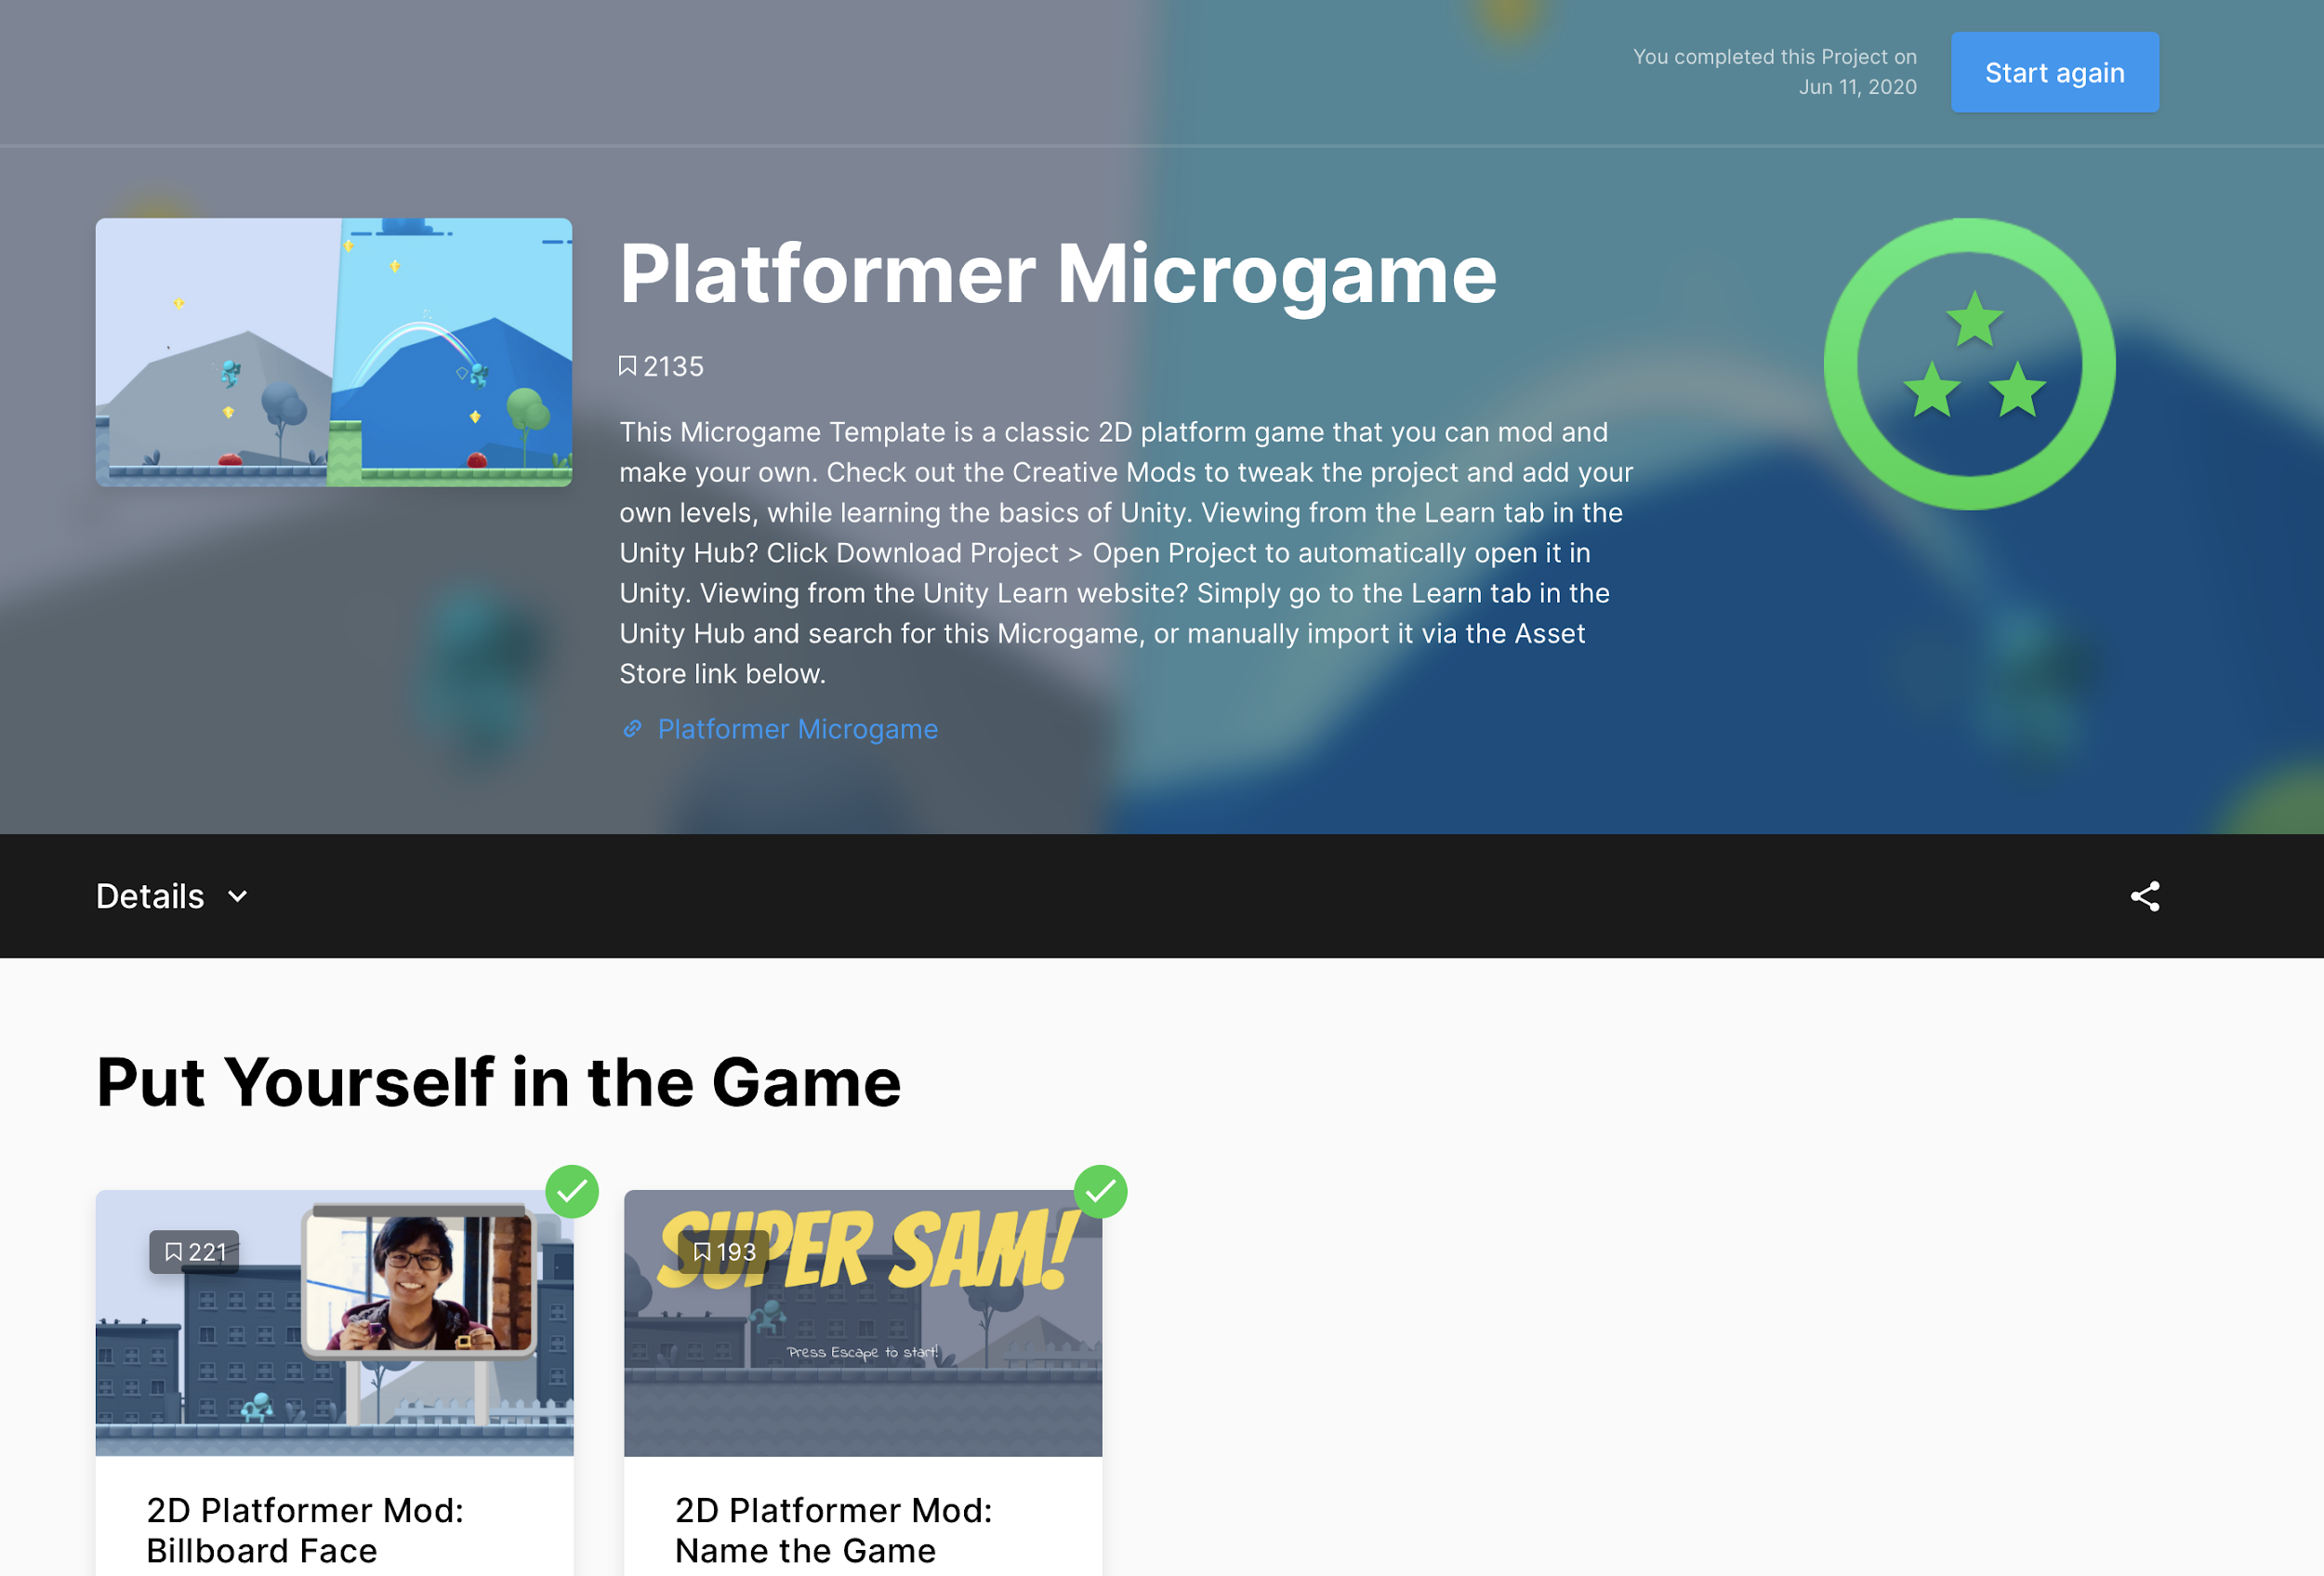 You completed this Project on
Jun 11, 2020
Start again
Platformer Microgame
2135
This Microgame Template is a classic 2D platform game that you can mod and
make your own. Check out the Creative Mods to tweak the project and add your
own levels, while learning the basics of Unity. Viewing from the Learn tab in the
Unity Hub? Click Download Project > Open Project to automatically open it in
Unity. Viewing from the Unity Learn website? Simply go to the Learn tab in the
Unity Hub and search for this Microgame, or manually import it via the Asset
Store link below.
Platformer Microgame
Details
Put Yourself in the Game
221
193
SUPER SAM!
Press Escape to start!
2D Platformer Mod:
Billboard Face
2D Platformer Mod:
Name the Game